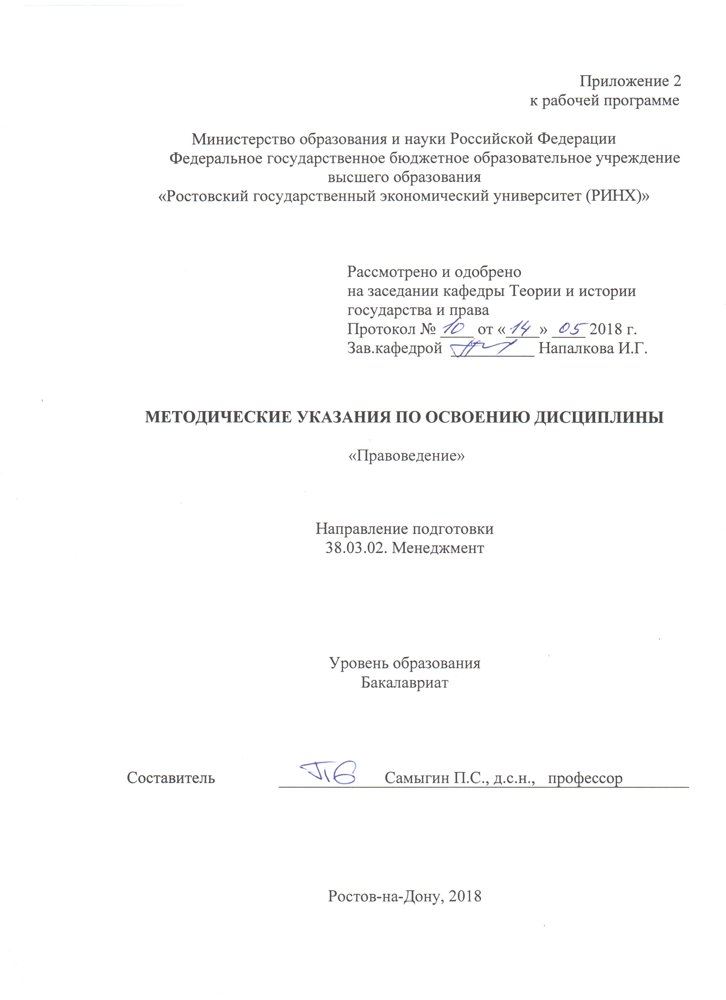 Приложение 2
к рабочей программе
Министерство образования и науки Российской Федерации
Федеральное государственное бюджетное образовательное учреждение
высшего образования
«Ростовский государственный экономический университет (РИНХ)»
Рассмотрено и одобрено
на заседании кафедры Теории и истории
государства и права
Протокол № 10 от «14» 05 2018 г.
Зав.кафедрой Напалкова И.Г.
МЕТОДИЧЕСКИЕ УКАЗАНИЯ ПО ОСВОЕНИЮ ДИСЦИПЛИНЫ
«Правоведение»
Направление подготовки
38.03.02. Менеджмент
Уровень образования
Бакалавриат
Составитель Самыгин П.С., д.с.н., профессор
Ростов-на-Дону, 2018